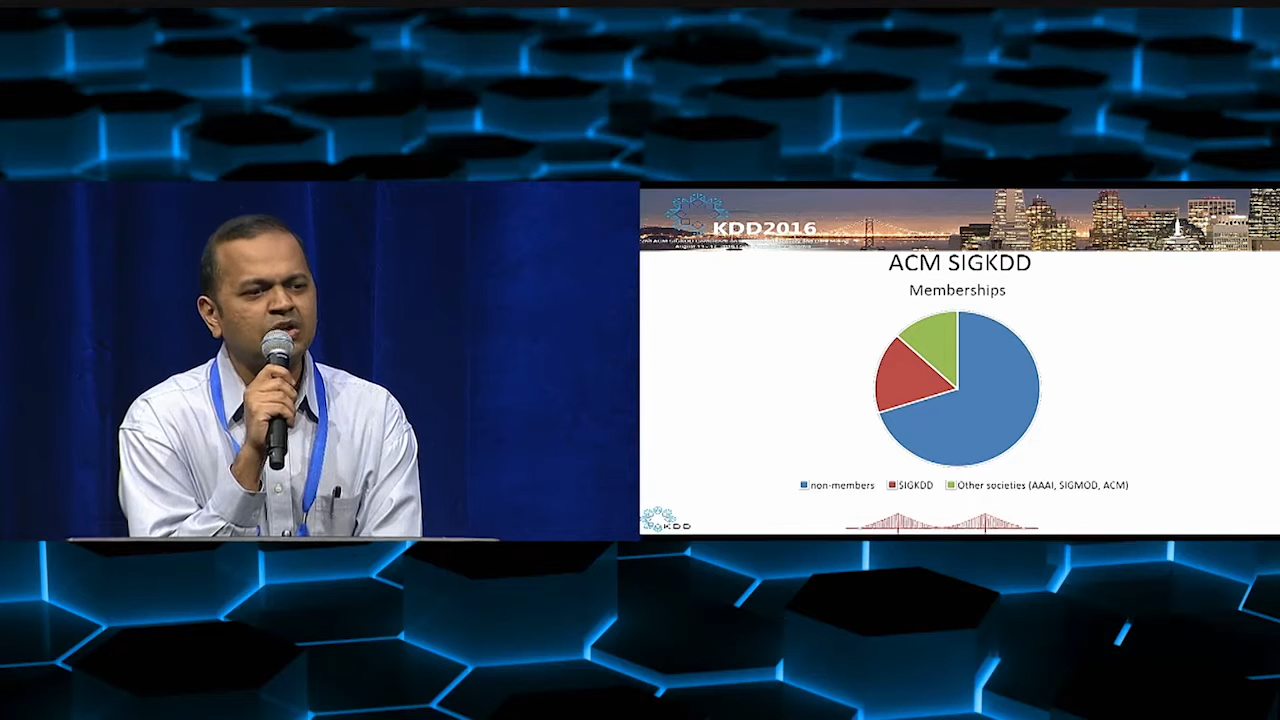 KDD2016
ACM SIGKDD
Memberships
non-members SIGKDD Other societies (AAAI, SIGMOD, ACM)
KDD